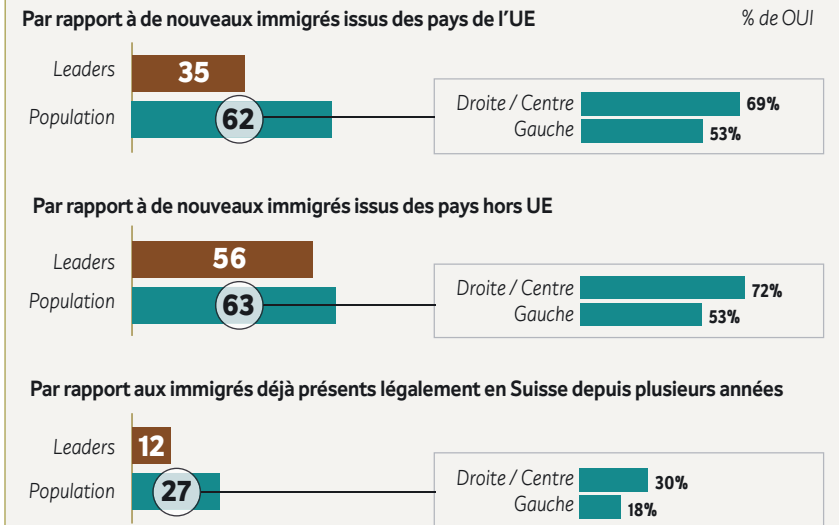 Par rapport à de nouveaux immigrés issus des pays de l'UE
% de OUI
Leaders 35
Population 62
Droite / Centre 69%
Gauche 53%
Par rapport à de nouveaux immigrés issus des pays hors UE
Leaders 56
Population 63
Droite / Centre 72%
Gauche 53%
Par rapport aux immigrés déjà présents légalement en Suisse depuis plusieurs années
Leaders 12
Population 27
Droite / Centre 30%
Gauche 18%